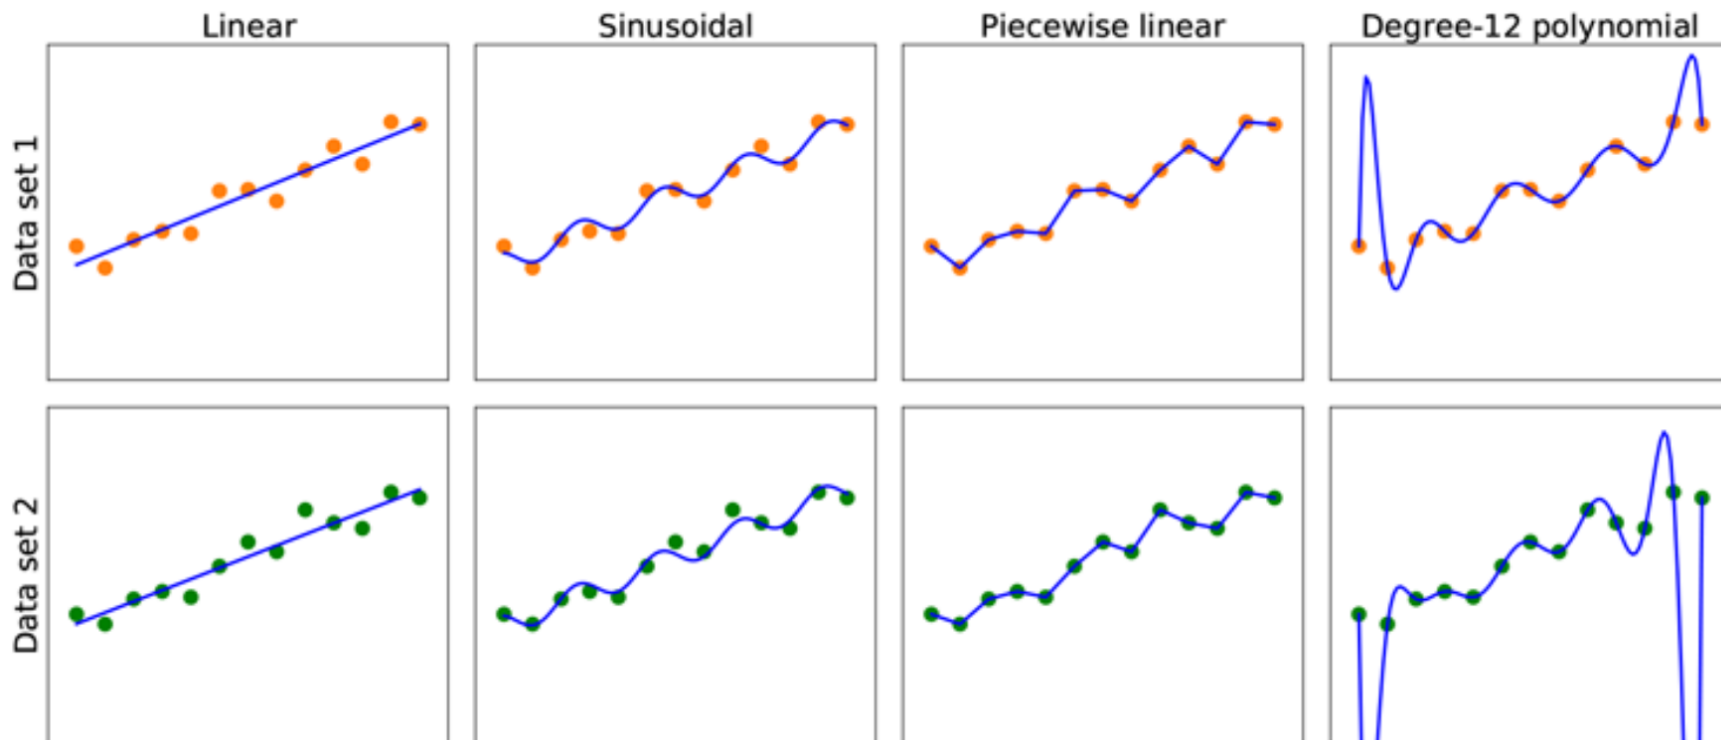 Linear
Sinusoidal
Piecewise linear
Degree-12 polynomial
Data set 1
Data set 2